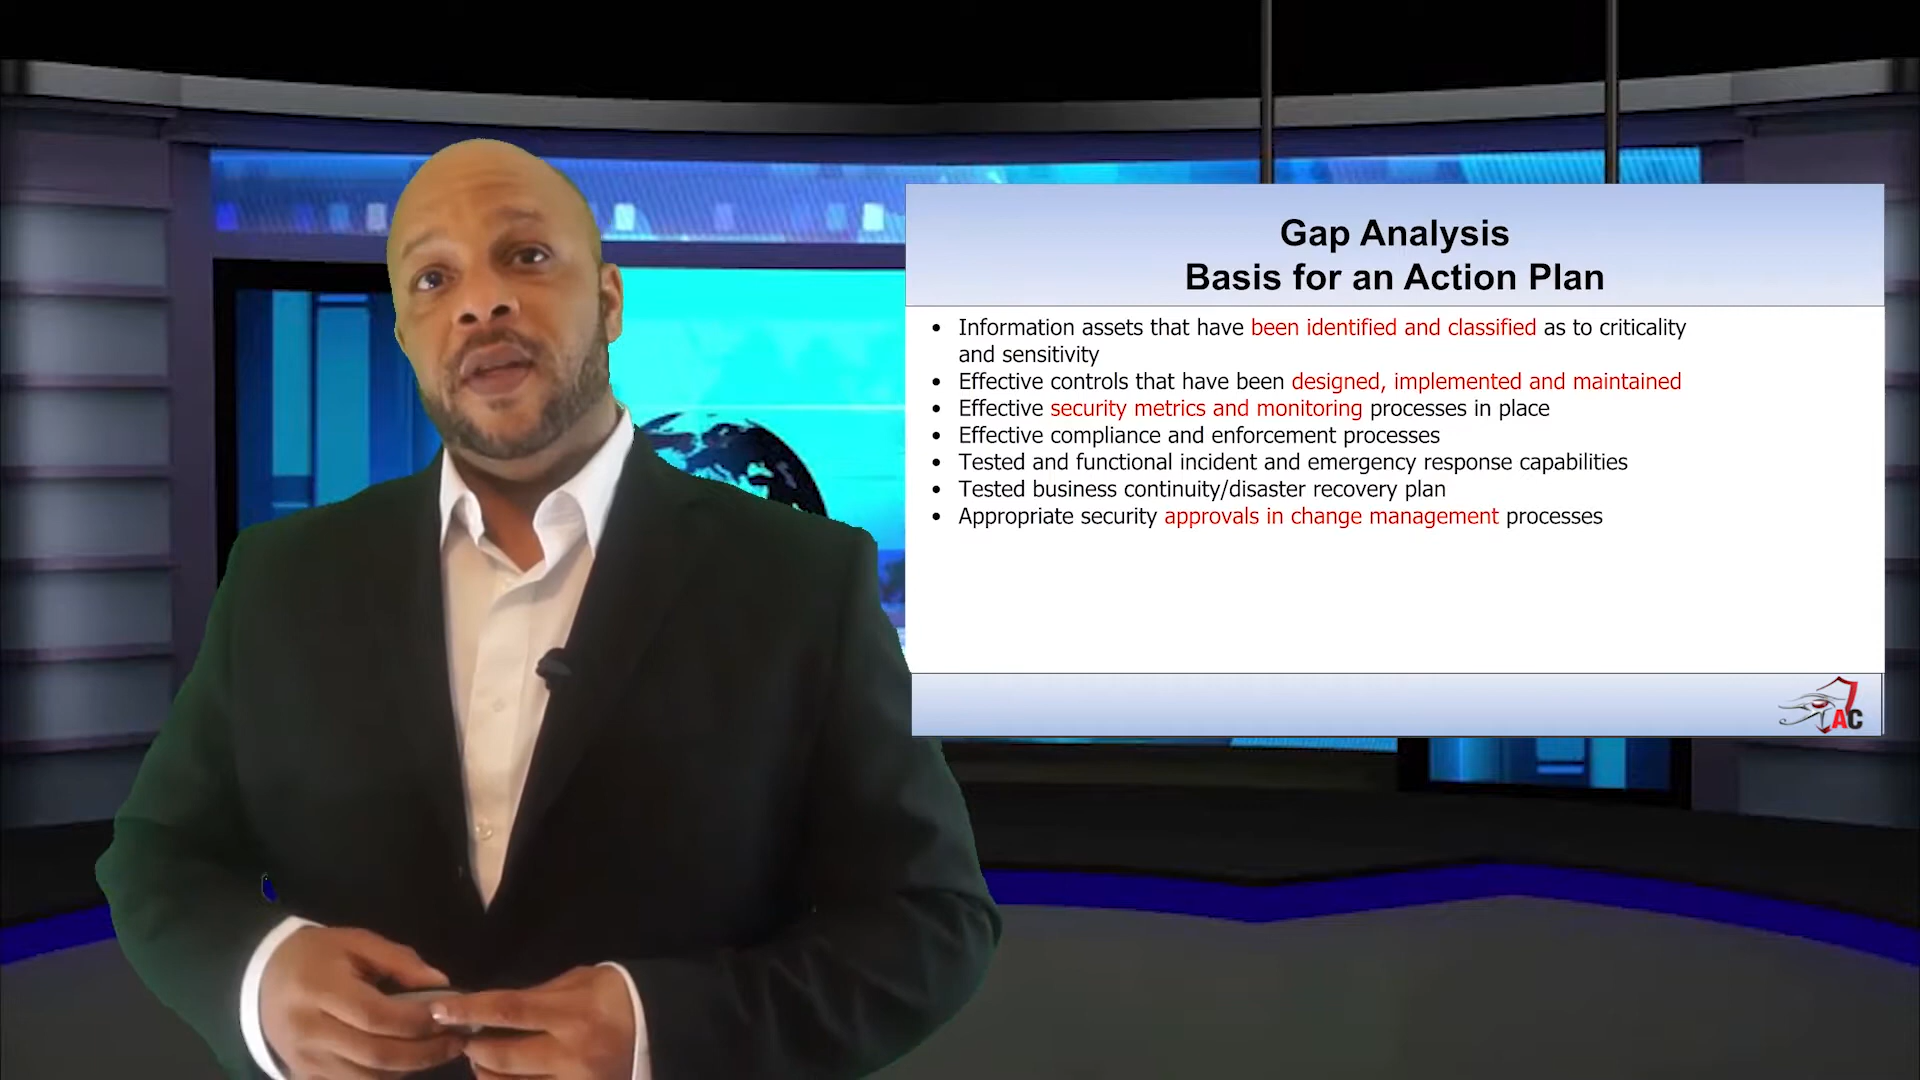 Gap Analysis
Basis for an Action Plan
• Information assets that have been identified and classified as to criticality
and sensitivity
• Effective controls that have been designed, implemented and maintained
• Effective security metrics and monitoring processes in place
• Effective compliance and enforcement processes
• Tested and functional incident and emergency response capabilities
• Tested business continuity/disaster recovery plan
• Appropriate security approvals in change management processes
AC